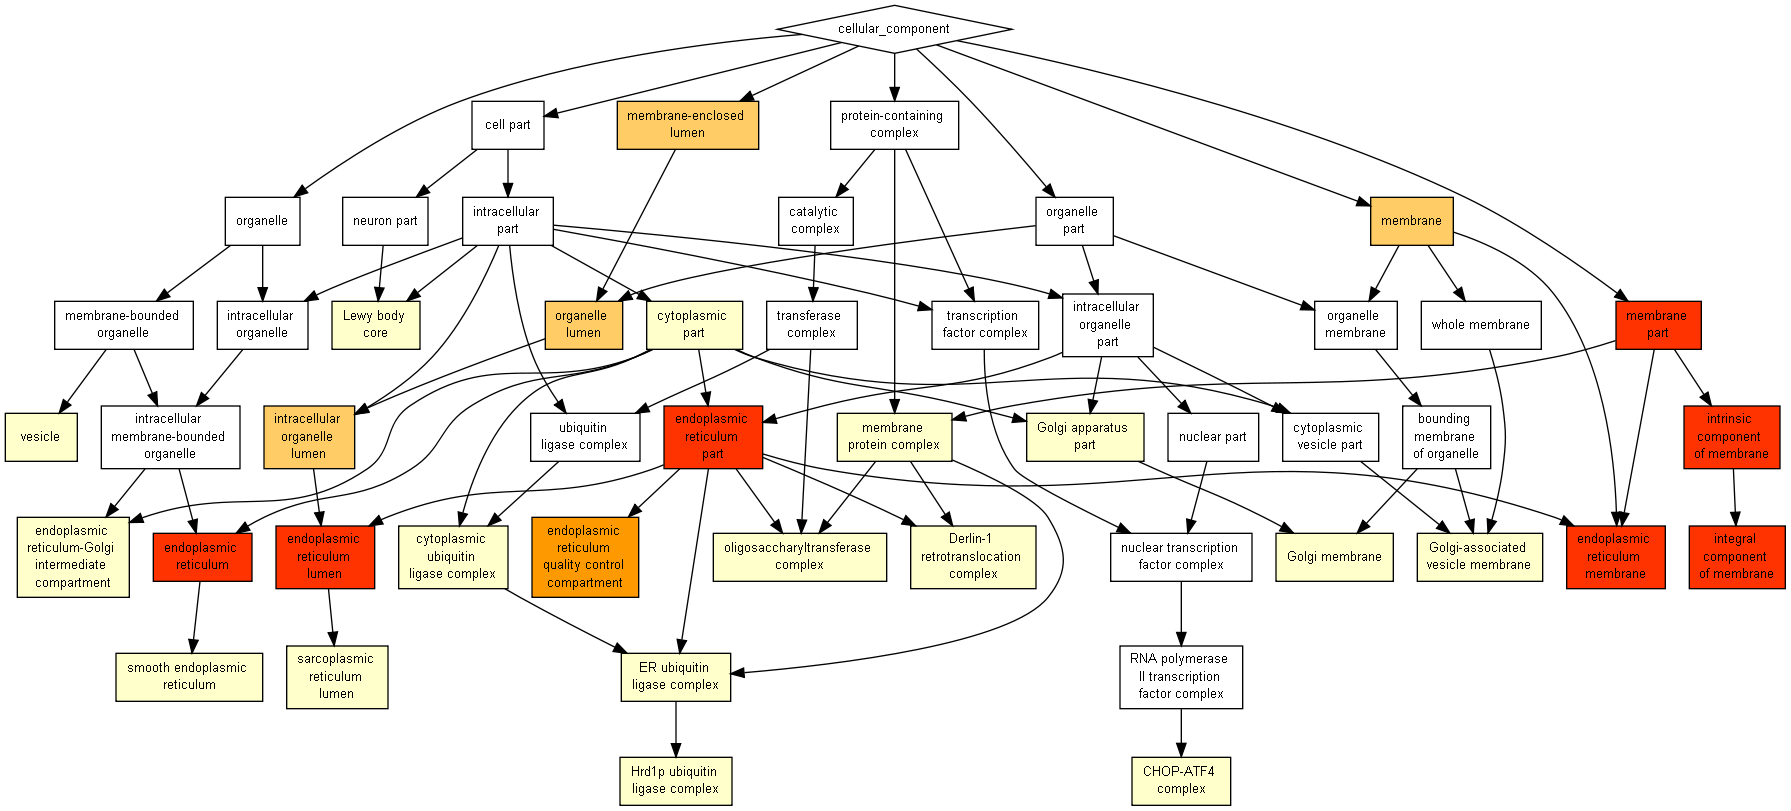 cellular_component
cell part
membrane-enclosed
lumen
protein-containing
complex
organelle
neuron part
intracellular
part
catalytic
complex
organelle
part
membrane
membrane-bounded
organelle
intracellular
organelle
Lewy body
core
organelle
lumen
cytoplasmic
part
transferase
complex
transcription
factor complex
intracellular
organelle
part
organelle
membrane
whole membrane
membrane
part
vesicle
intracellular
membrane-bounded
organelle
intracellular
organelle
lumen
ubiquitin
ligase complex
endoplasmic
reticulum
part
membrane
protein complex
Golgi apparatus
part
nuclear part
cytoplasmic
vesicle part
bounding
membrane
of organelle
intrinsic
component
of membrane
endoplasmic
reticulum-Golgi
intermediate
compartment
endoplasmic
reticulum
endoplasmic
reticulum
lumen
cytoplasmic
ubiquitin
ligase complex
endoplasmic
reticulum
quality control
compartment
oligosaccharyltransferase
complex
Derlin-1
retrotranslocation
complex
nuclear transcription
factor complex
Golgi membrane
Golgi-associated
vesicle membrane
endoplasmic
reticulum
membrane
integral
component
of membrane
smooth endoplasmic
reticulum
sarcoplasmic
reticulum
lumen
ER ubiquitin
ligase complex
RNA polymerase
II transcription
factor complex
Hrd1p ubiquitin
ligase complex
CHOP-ATF4
complex